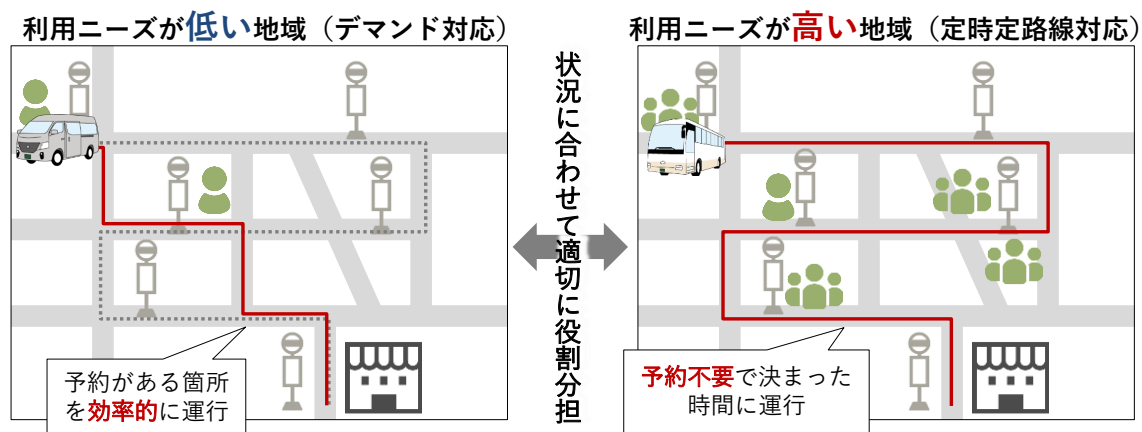 利用ニーズが低い地域（デマンド対応）
予約がある箇所
を効率的に運行
状況に合わせて適切に役割分担
利用ニーズが高い地域（定時定路線対応）
予約不要で決まった
時間に運行